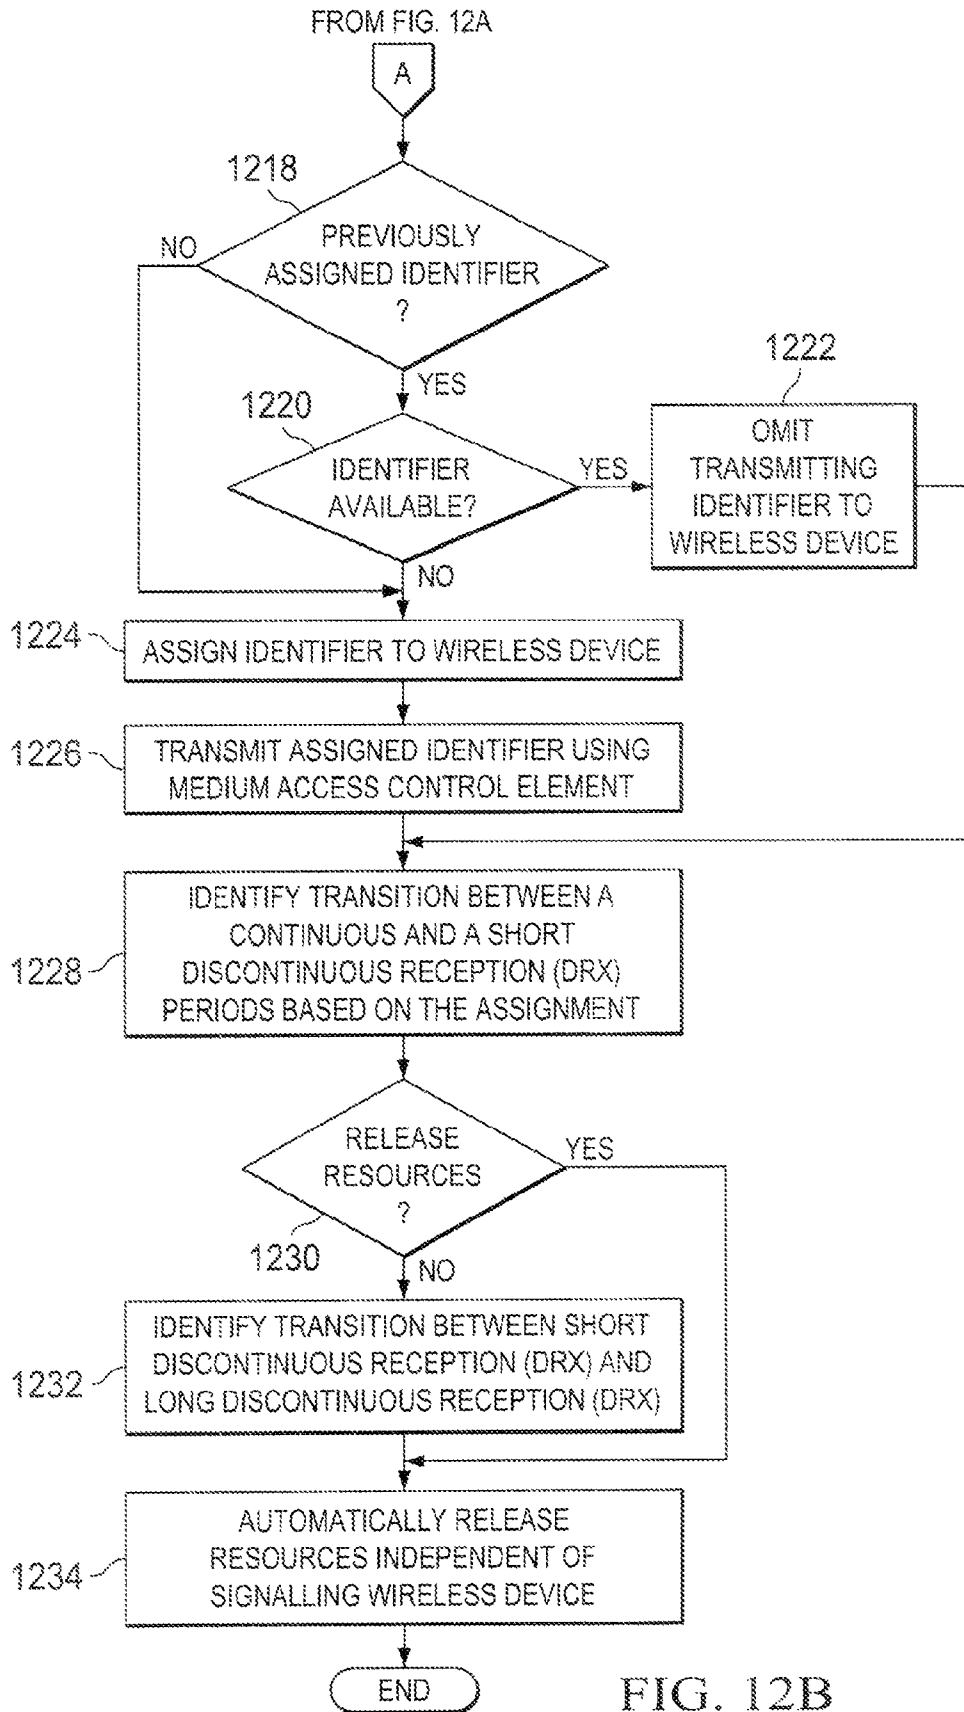 FROM FIG. 12A
A
1218
PREVIOUSLY
ASSIGNED IDENTIFIER
?
NO
YES
1220
IDENTIFIER
AVAILABLE?
YES
NO
1222
OMIT
TRANSMITTING
IDENTIFIER TO
WIRELESS DEVICE
1224
ASSIGN IDENTIFIER TO WIRELESS DEVICE
1226
TRANSMIT ASSIGNED IDENTIFIER USING
MEDIUM ACCESS CONTROL ELEMENT
1228
IDENTIFY TRANSITION BETWEEN A
CONTINUOUS AND A SHORT
DISCONTINUOUS RECEPTION (DRX)
PERIODS BASED ON THE ASSIGNMENT
RELEASE
RESOURCES
?
YES
1230
NO
1232
IDENTIFY TRANSITION BETWEEN SHORT
DISCONTINUOUS RECEPTION (DRX) AND
LONG DISCONTINUOUS RECEPTION (DRX)
1234
AUTOMATICALLY RELEASE
RESOURCES INDEPENDENT OF
SIGNALLING WIRELESS DEVICE
END
FIG. 12B